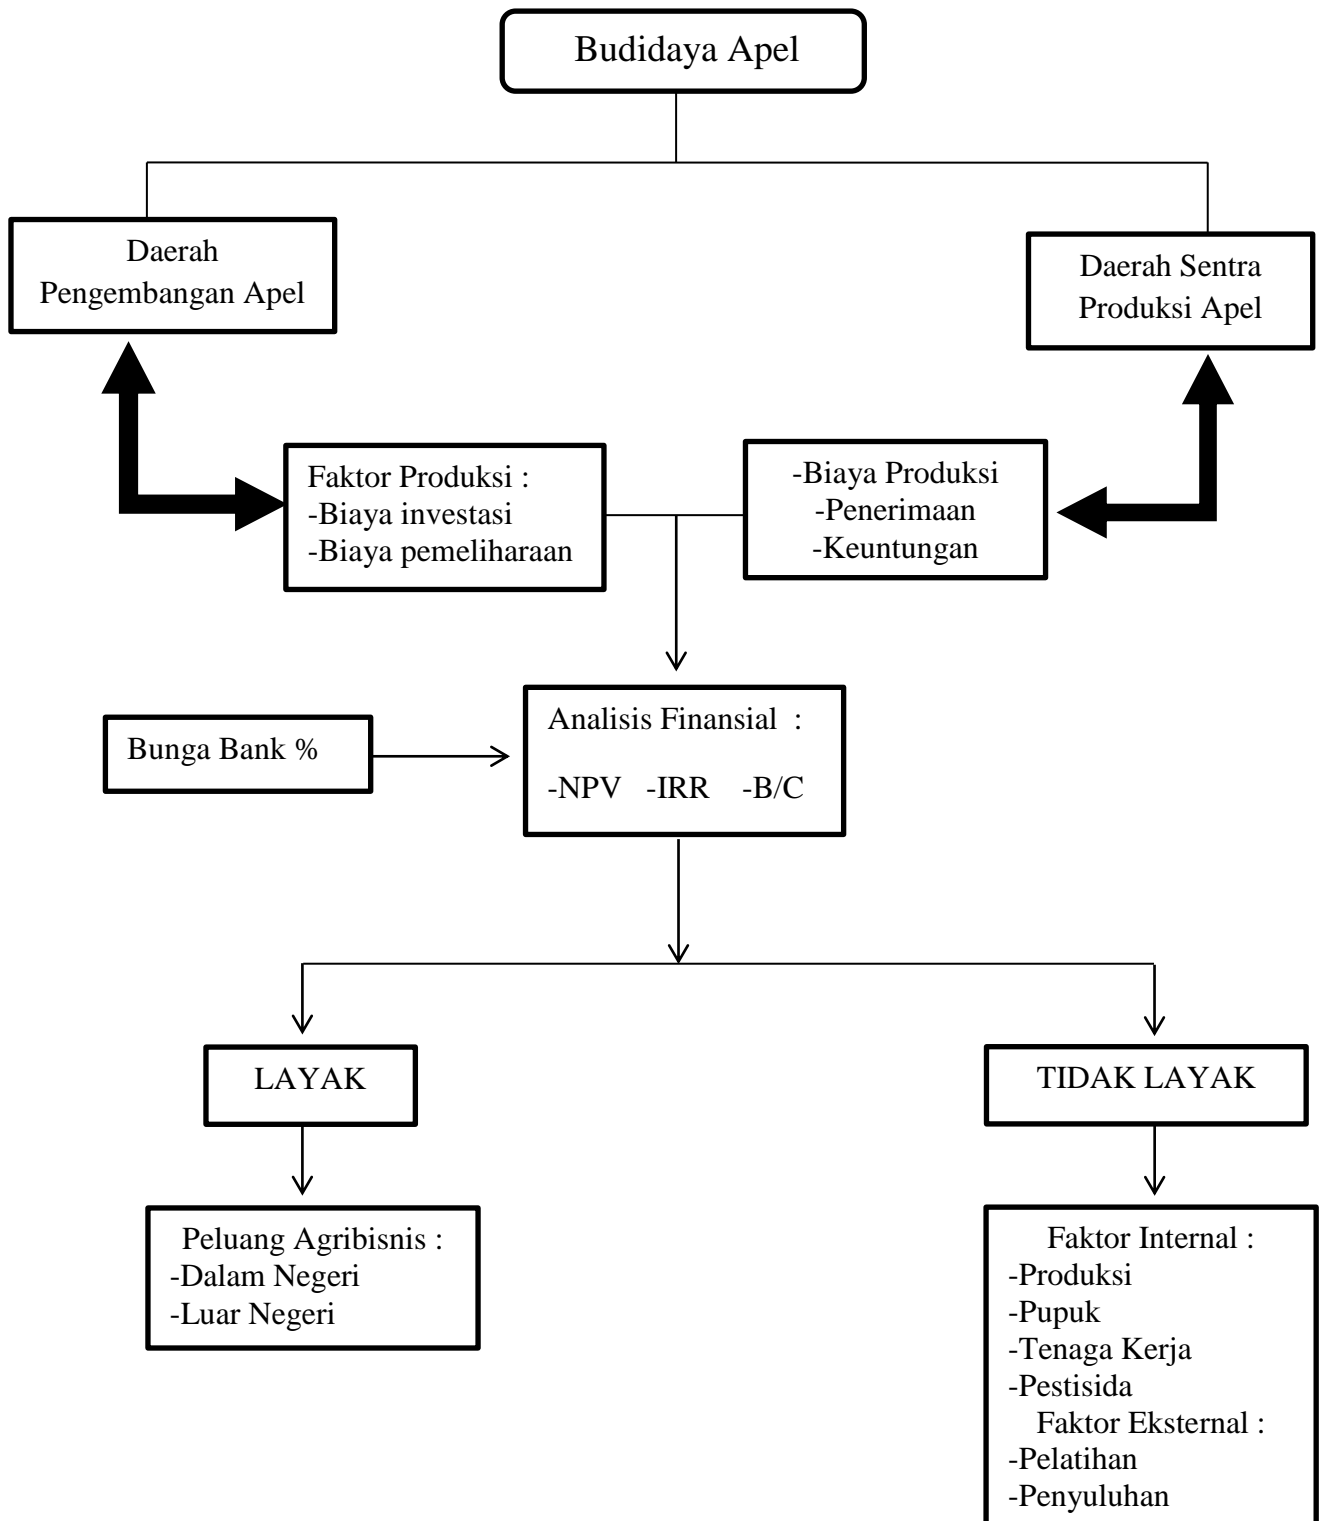 Budidaya Apel
Daerah
Pengembangan Apel
Daerah Sentra
Produksi Apel
Faktor Produksi :
-Biaya investasi
-Biaya pemeliharaan
-Biaya Produksi
-Penerimaan
-Keuntungan
Analisis Finansial :
-NPV -IRR -B/C
Bunga Bank %
LAYAK
TIDAK LAYAK
Peluang Agribisnis :
-Dalam Negeri
-Luar Negeri
Faktor Internal :
-Produksi
-Pupuk
-Tenaga Kerja
-Pestisida
Faktor Eksternal :
-Pelatihan
-Penyuluhan